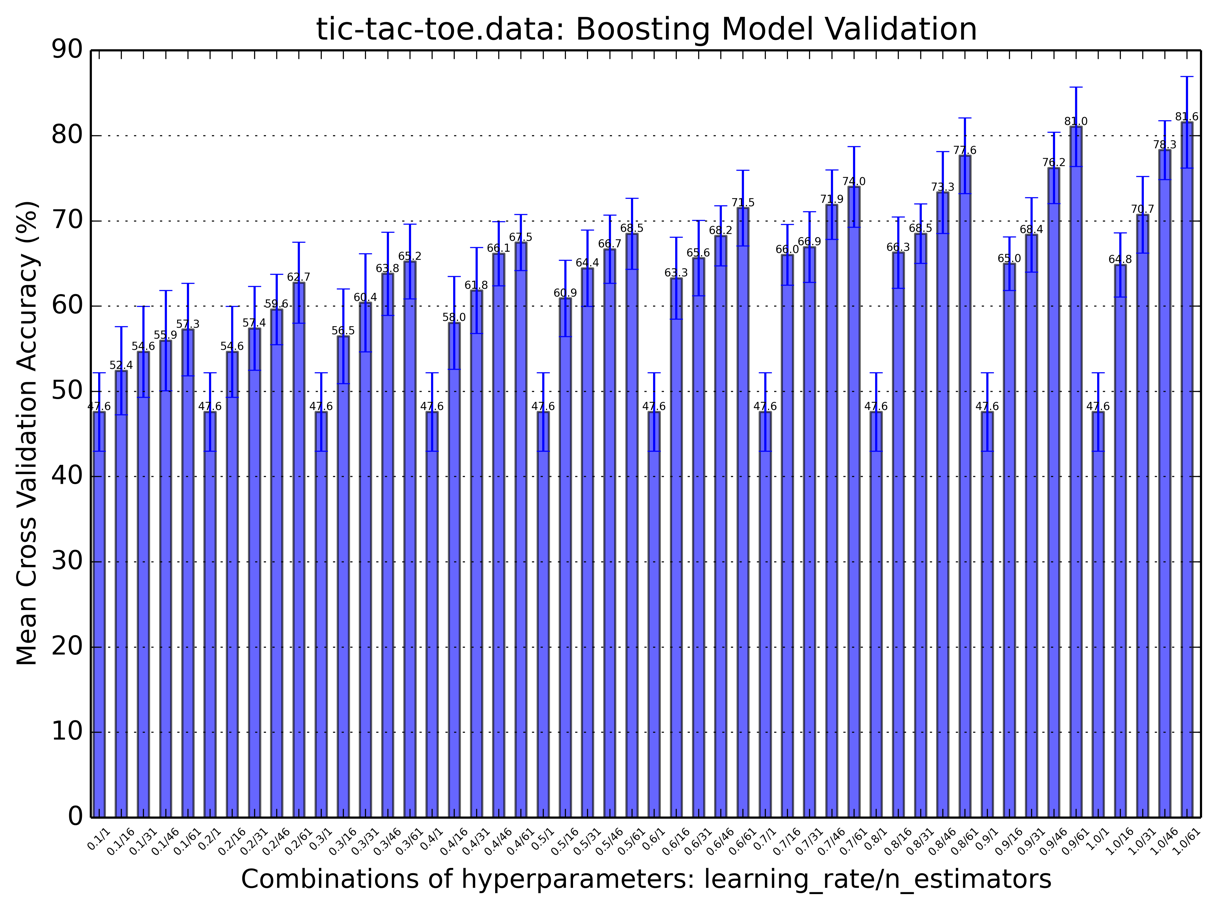 tic-tac-toe.data: Boosting Model Validation
Mean Cross Validation Accuracy (%)
90
80
70
60
50
40
30
20
10
0
47.6 52.4 54.6 55.9 57.3 47.6 54.6 57.4 59.6 62.7 47.6 56.5 60.4 63.8 65.2 47.6 58.0 61.8 66.1 67.5 47.6 60.9 64.4 66.7 68.5 47.6 63.3 65.6 68.2 71.5 47.6 66.0 66.9 71.9 74.0 47.6 66.3 68.5 73.3 77.6 47.6 65.0 68.4 76.2 81.0 47.6 64.8 70.7 78.3 81.6
0.1/1 0.1/16 0.1/31 0.1/46 0.1/61 0.2/1 0.2/16 0.2/31 0.2/46 0.2/61 0.3/1 0.3/16 0.3/31 0.3/46 0.3/61 0.4/1 0.4/16 0.4/31 0.4/46 0.4/61 0.5/1 0.5/16 0.5/31 0.5/46 0.5/61 0.6/1 0.6/16 0.6/31 0.6/46 0.6/61 0.7/1 0.7/16 0.7/31 0.7/46 0.7/61 0.8/1 0.8/16 0.8/31 0.8/46 0.8/61 0.9/1 0.9/16 0.9/31 0.9/46 0.9/61 1.0/1 1.0/16 1.0/31 1.0/46 1.0/61
Combinations of hyperparameters: learning_rate/n_estimators